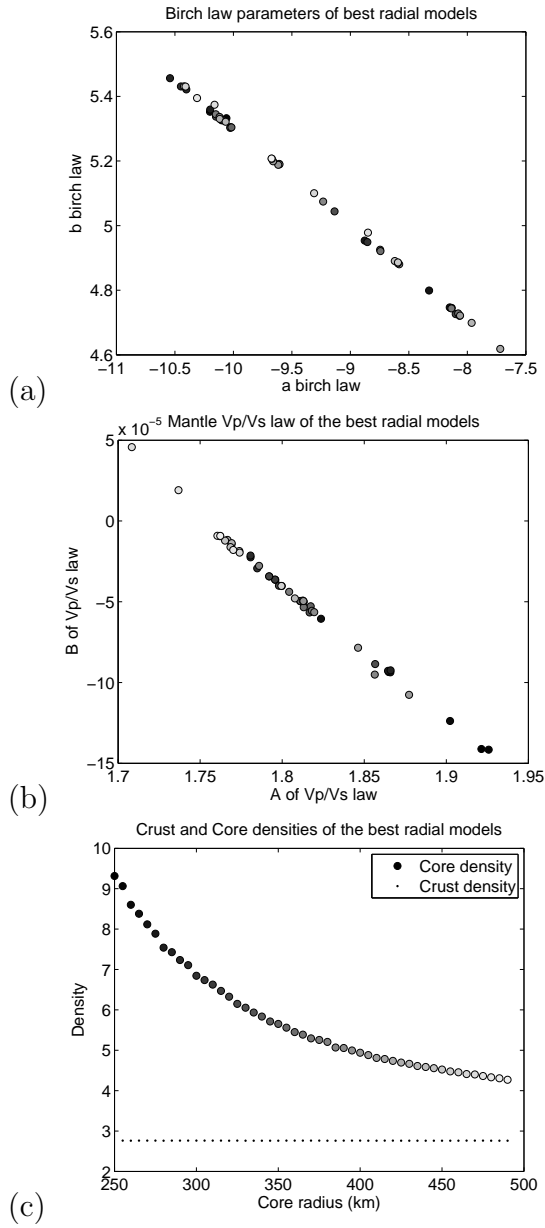 Birch law parameters of best radial models
5.6
5.4
5.2
5
4.8
4.6
b birch law
−11 −10.5 −10 −9.5 −9 −8.5 −8 −7.5
a birch law
(a)
x 10⁻⁵ Mantle Vp/Vs law of the best radial models
5
0
−5
−10
−15
B of Vp/Vs law
1.7 1.75 1.8 1.85 1.9 1.95
A of Vp/Vs law
(b)
Crust and Core densities of the best radial models
10
9
8
7
6
5
4
3
2
Density
Core density
Crust density
250 300 350 400 450 500
Core radius (km)
(c)